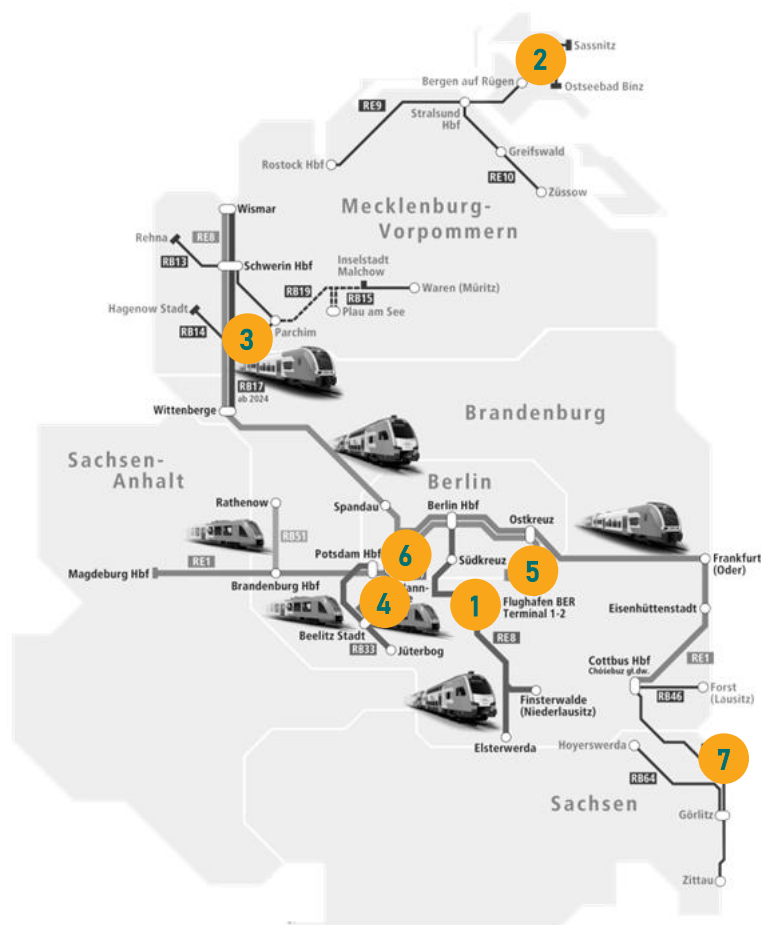 2
Sassnitz
Bergen auf Rügen
Ostseebad Binz
RE9
Stralsund
Hbf
Greifswald
Rostock Hbf
RE10
Züssow
Mecklenburg-
Vorpommern
Wismar
Rehna
RE8
RB13
Schwerin Hbf
Inselstadt
Malchow
RB19
RB15
Waren (Müritz)
Hagenow Stadt
Plau am See
RB14
3
Parchim
RB17
ab 2024
Wittenberge
Brandenburg
Sachsen-
Anhalt
Berlin
Rathenow
Spandau
Berlin Hbf
Ostkreuz
RB51
Potsdam Hbf
6
Südkreuz
5
Frankfurt
(Oder)
RE1
Magdeburg Hbf
Brandenburg Hbf
4
1
Flughafen BER
Terminal 1-2
Eisenhüttenstadt
Beelitz Stadt
RB33
Jüterbog
RE8
Cottbus Hbf
Chóśebuz gł.dw.
RE1
RB46
Forst
(Lausitz)
Finsterwalde
(Niederlausitz)
Elsterwerda
Hoyerswerda
7
RB64
Sachsen
Görlitz
Zittau